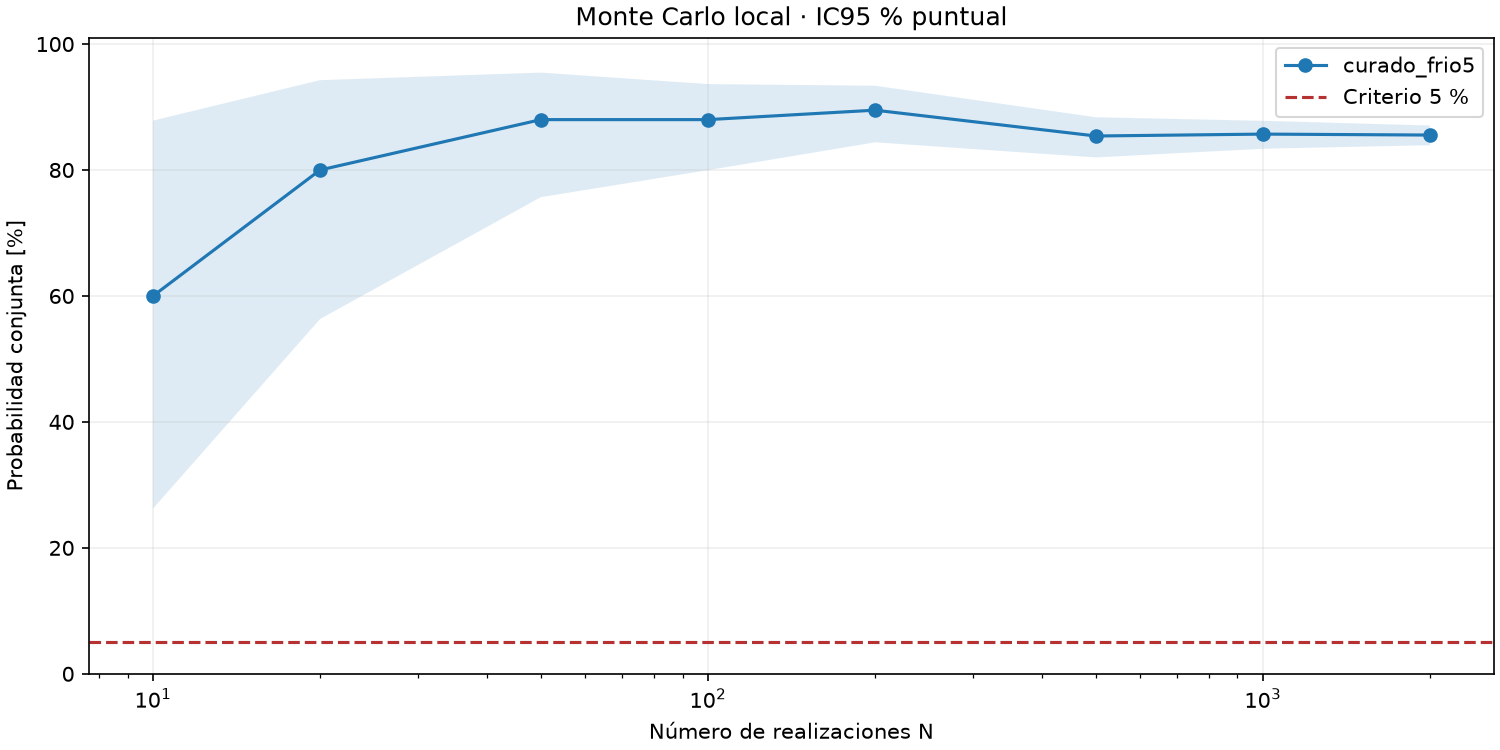 Monte Carlo local · IC95 % puntual
curado_frio5
Criterio 5 %
Probabilidad conjunta [%]
100
80
60
40
20
0
10¹
10²
10³
Número de realizaciones N